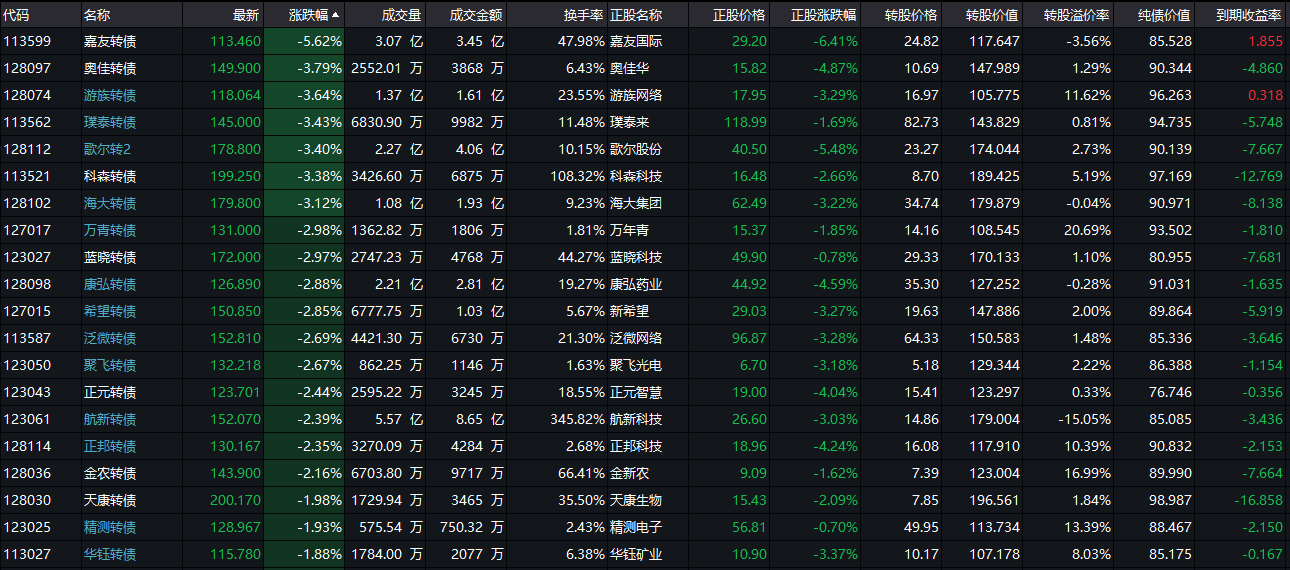 代码 名称 最新 涨跌幅 成交量 成交金额 换手率 正股名称 正股价格 正股涨跌幅 转股价格 转股价值 转股溢价率 纯债价值 到期收益率
113599 嘉友转债 113.460 -5.62% 3.07 亿 3.45 亿 47.98% 嘉友国际 29.20 -6.41% 24.82 117.647 -3.56% 85.528 1.855
128097 奥佳转债 149.900 -3.79% 2552.01 万 3868 万 6.43% 奥佳华 15.82 -4.87% 10.69 147.989 1.29% 90.344 -4.860
128074 游族转债 118.064 -3.64% 1.37 亿 1.61 亿 23.55% 游族网络 17.95 -3.29% 16.97 105.775 11.62% 96.263 0.318
113562 璞泰转债 145.000 -3.43% 6830.90 万 9982 万 11.48% 璞泰来 118.99 -1.69% 82.73 143.829 0.81% 94.735 -5.748
128112 歌尔转2 178.800 -3.40% 2.27 亿 4.06 亿 10.15% 歌尔股份 40.50 -5.48% 23.27 174.044 2.73% 90.139 -7.667
113521 科森转债 199.250 -3.38% 3426.60 万 6875 万 108.32% 科森科技 16.48 -2.66% 8.70 189.425 5.19% 97.169 -12.769
128102 海大转债 179.800 -3.12% 1.08 亿 1.93 亿 9.23% 海大集团 62.49 -3.22% 34.74 179.879 -0.04% 90.971 -8.138
127017 万青转债 131.000 -2.98% 1362.82 万 1806 万 1.81% 万年青 15.37 -1.85% 14.16 108.545 20.69% 93.502 -1.810
123027 蓝晓转债 172.000 -2.97% 2747.23 万 4768 万 44.27% 蓝晓科技 49.90 -0.78% 29.33 170.133 1.10% 80.955 -7.681
128098 康弘转债 126.890 -2.88% 2.21 亿 2.81 亿 19.27% 康弘药业 44.92 -4.59% 35.30 127.252 -0.28% 91.031 -1.635
127015 希望转债 150.850 -2.85% 6777.75 万 1.03 亿 5.67% 新希望 29.03 -3.27% 19.63 147.886 2.00% 89.864 -5.919
113587 泛微转债 152.810 -2.69% 4421.30 万 6730 万 21.30% 泛微网络 96.87 -3.28% 64.33 150.583 1.48% 85.336 -3.646
123050 聚飞转债 132.218 -2.67% 862.25 万 1146 万 1.63% 聚飞光电 6.70 -3.18% 5.18 129.344 2.22% 86.388 -1.154
123043 正元转债 123.701 -2.44% 2595.22 万 3245 万 18.55% 正元智慧 19.00 -4.04% 15.41 123.297 0.33% 76.746 -0.356
123061 航新转债 152.070 -2.39% 5.57 亿 8.65 亿 345.82% 航新科技 26.60 -3.03% 14.86 179.004 -15.05% 85.085 -3.436
128114 正邦转债 130.167 -2.35% 3270.09 万 4284 万 2.68% 正邦科技 18.96 -4.24% 16.08 117.910 10.39% 90.832 -2.153
128036 金农转债 143.900 -2.16% 6703.80 万 9717 万 66.41% 金新农 9.09 -1.62% 7.39 123.004 16.99% 89.990 -7.664
128030 天康转债 200.170 -1.98% 1729.94 万 3465 万 35.50% 天康生物 15.43 -2.09% 7.85 196.561 1.84% 98.987 -16.858
123025 精测转债 128.967 -1.93% 575.54 万 750.32 万 2.43% 精测电子 56.81 -0.70% 49.95 113.734 13.39% 88.467 -2.150
113027 华钰转债 115.780 -1.88% 1784.00 万 2077 万 6.38% 华钰矿业 10.90 -3.37% 10.17 107.178 8.03% 85.175 -0.167